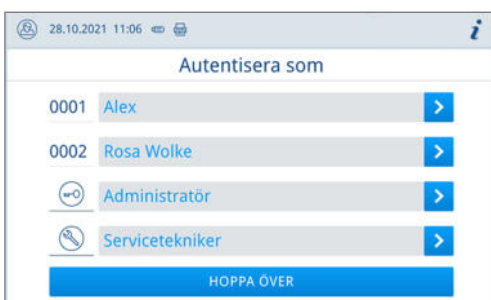 28.10.2021 11:06
Autentisera som
0001 Alex
0002 Rosa Wolke
Administratör
Servicetekniker
HOPPA ÖVER